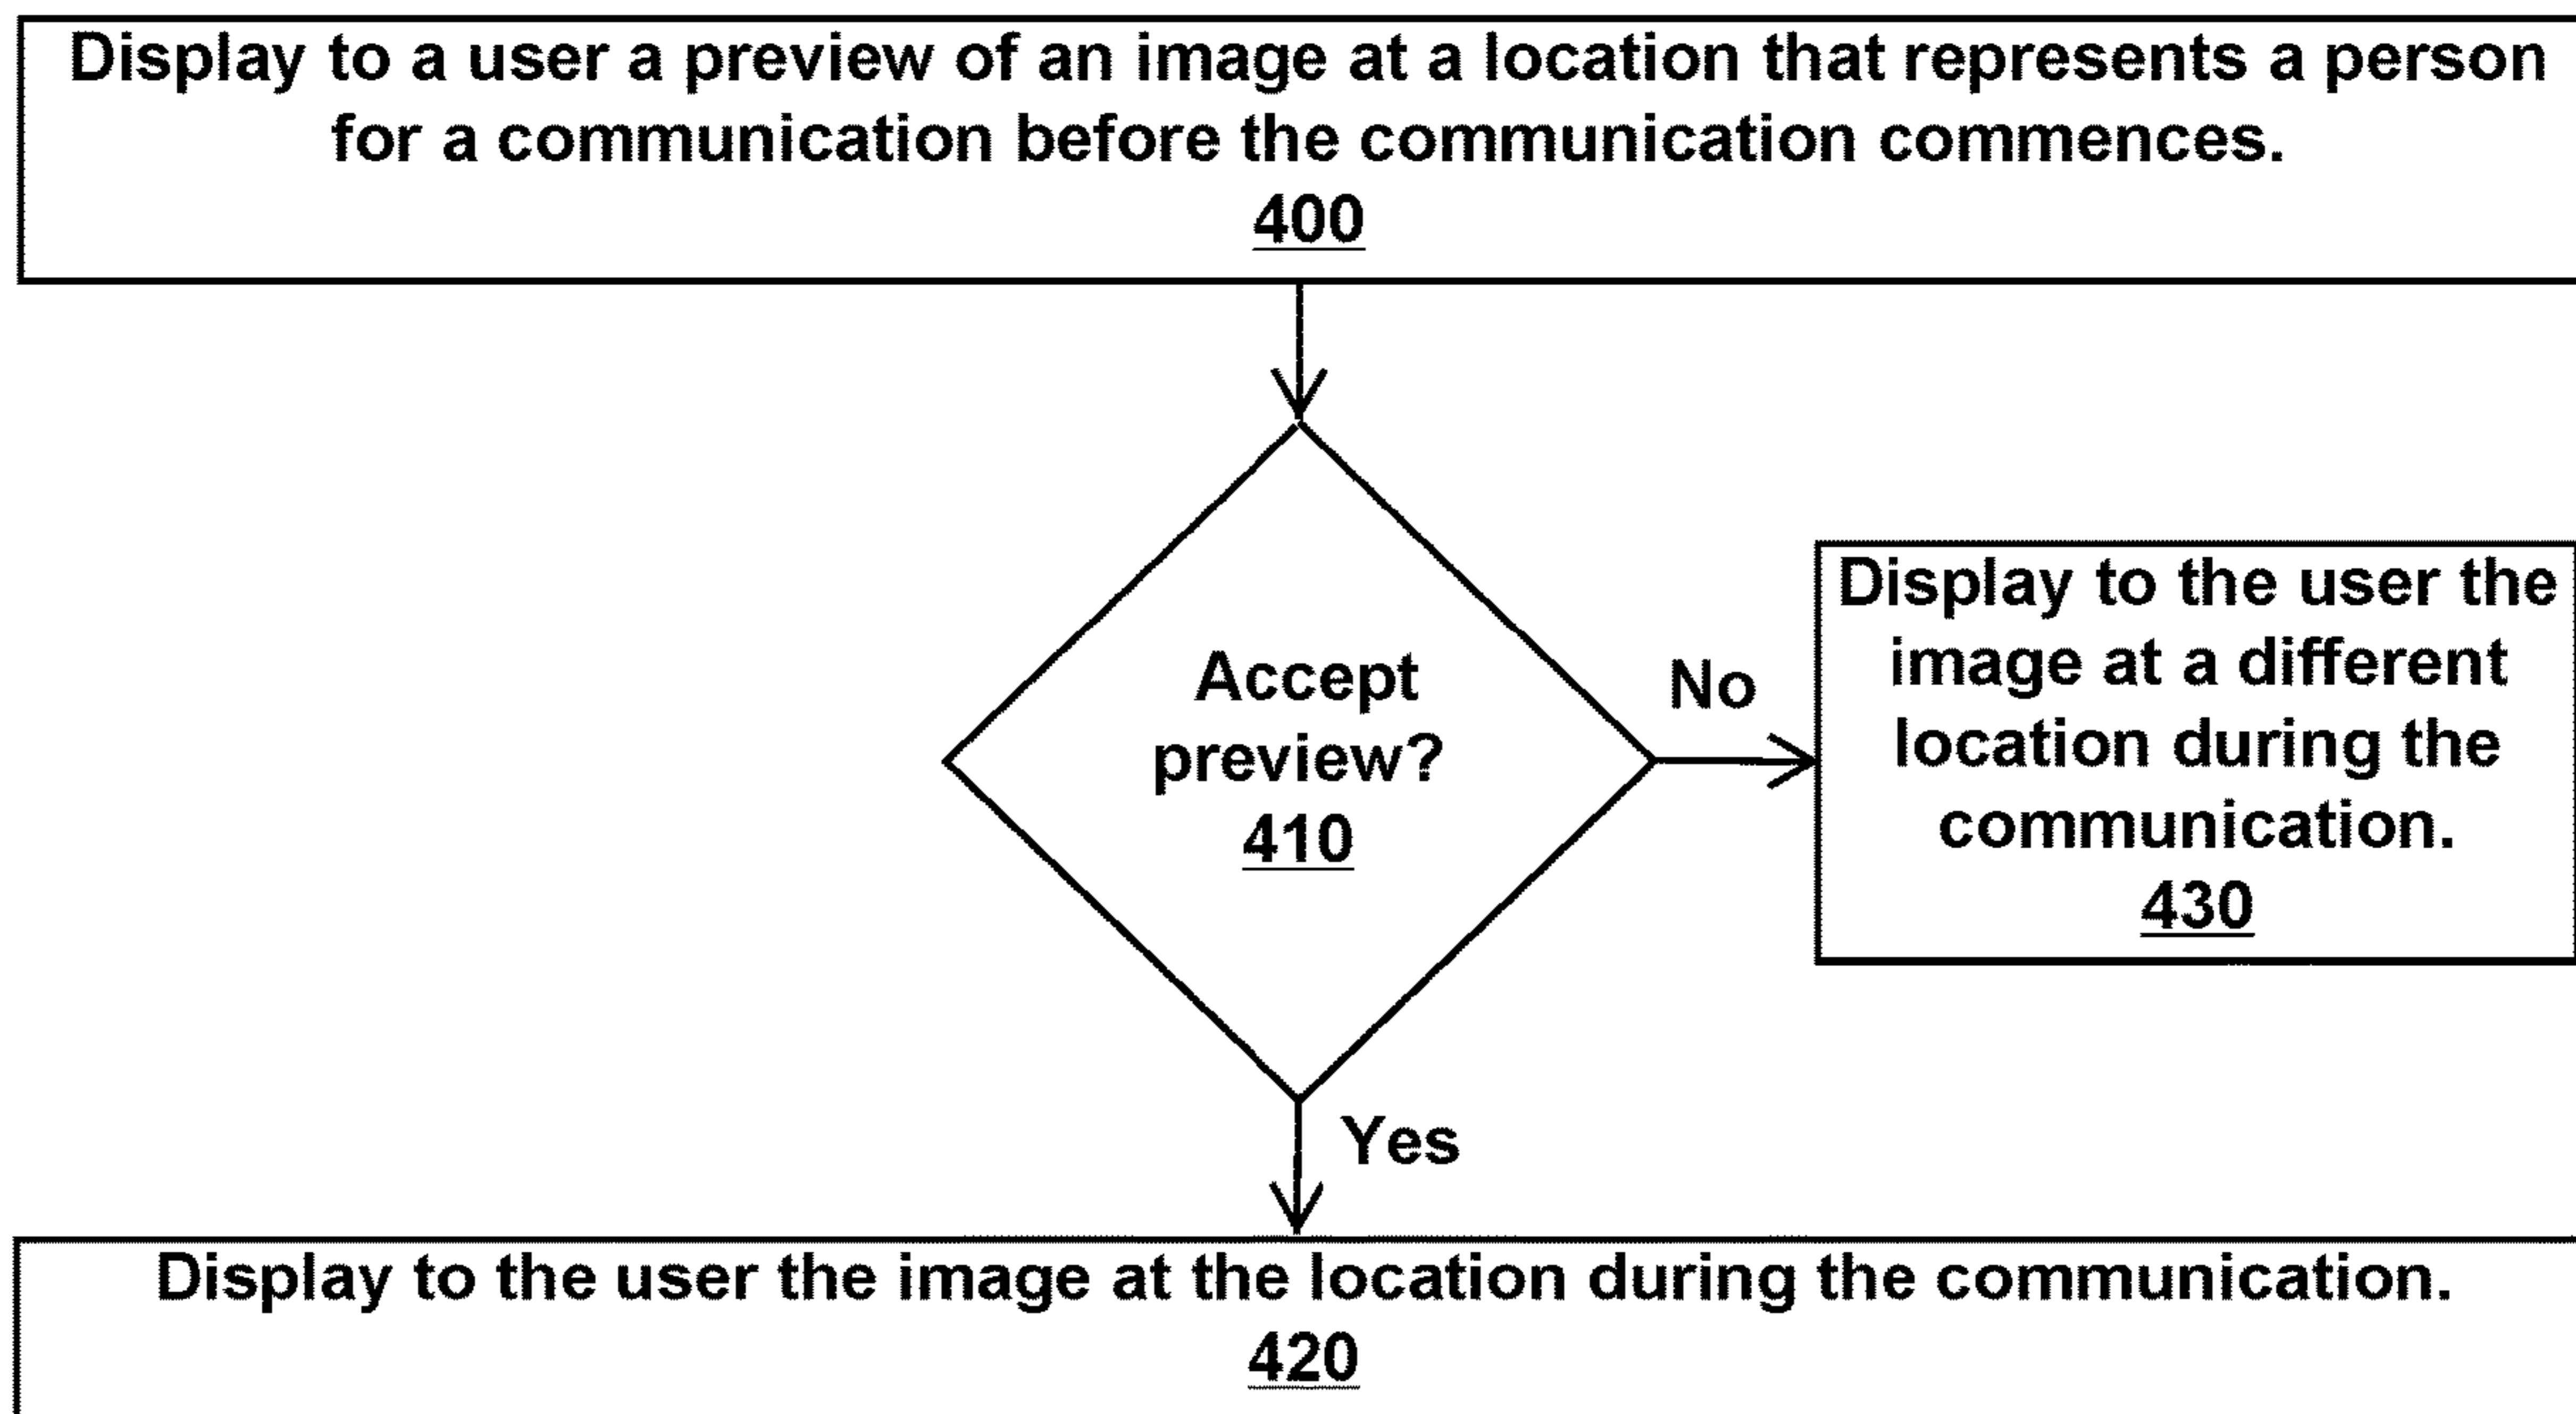 Display to a user a preview of an image at a location that represents a person
for a communication before the communication commences.
400
Accept
preview?
410
No
Display to the user the
image at a different
location during the
communication.
430
Yes
Display to the user the image at the location during the communication.
420